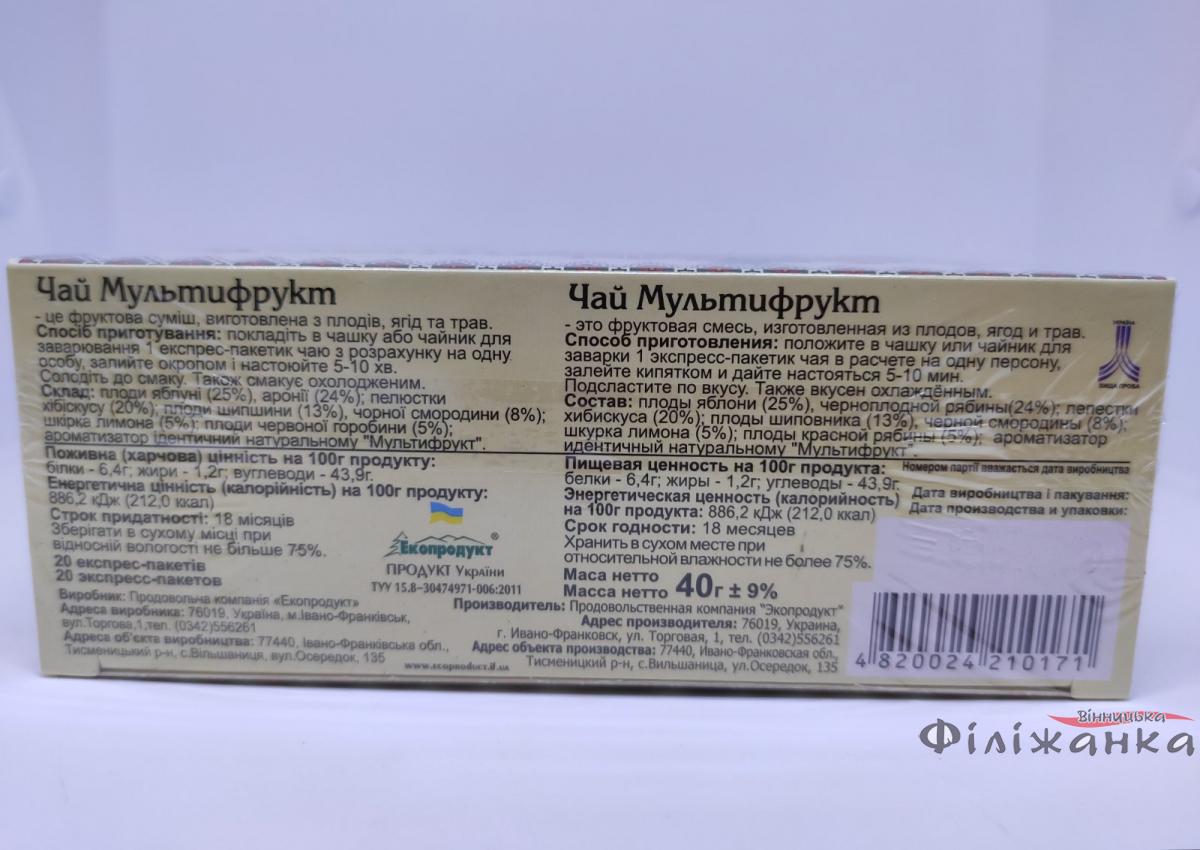 Чай Мультифрукт
- це фруктова суміш, виготовлена з плодів, ягід та трав.
Спосіб приготування: покладіть в чашку або чайник для
заварювання 1 експрес-пакетик чаю з розрахунку на одну
особу, залийте окропом і настоюйте 5-10 хв.
Солодіть до смаку. Також смакує охолодженим.
Склад: плоди яблуні (25%), аронії (24%); пелюстки
хібіскусу (20%); плоди шипшини (13%), чорної смородини (8%);
шкірка лимона (5%); плоди червоної горобини (5%);
ароматизатор ідентичний натуральному "Мультифрукт".
Поживна (харчова) цінність на 100г продукту:
білки - 6,4г; жири - 1,2г; вуглеводи - 43,9г.
Енергетична цінність (калорійність) на 100г продукту:
886,2 кДж (212,0 ккал)
Строк придатності: 18 місяців
Зберігати в сухому місці при
відносній вологості не більше 75%.
20 експрес-пакетів
20 экспресс-пакетов
Виробник: Продовольна компанія «Екопродукт»
Адреса виробника: 76019, Україна, м.Івано-Франківськ,
вул.Торгова,1,тел. (0342)556261
Адреса об'єкта виробництва: 77440, Івано-Франківська обл.,
Тисменицький р-н, с.Вільшаниця, вул.Осередок, 135
Екопродукт®
ПРОДУКТ України
ТУУ 15.8-30474971-006:2011
www.ecoproduct.if.ua
Чай Мультифрукт
- это фруктовая смесь, изготовленная из плодов, ягод и трав.
Способ приготовления: положите в чашку или чайник для
заварки 1 экспресс-пакетик чая в расчете на одну персону,
залейте кипятком и дайте настояться 5-10 мин.
Подсластите по вкусу. Также вкусен охлаждённым.
Состав: плоды яблони (25%), черноплодной рябины(24%); лепестки
хибискуса (20%); плоды шиповника (13%), черной смородины (8%);
шкурка лимона (5%); плоды красной рябины (5%); ароматизатор
идентичный натуральному "Мультифрукт".
Пищевая ценность на 100г продукта:
белки - 6,4г; жиры - 1,2г; углеводы - 43,9г.
Энергетическая ценность (калорийность)
на 100г продукта: 886,2 кДж (212,0 ккал)
Срок годности: 18 месяцев
Хранить в сухом месте при
относительной влажности не более 75%.
Маса нетто
Масса нетто 40г ± 9%
Производитель: Продовольственная компания "Экопродукт"
Адрес производителя: 76019, Украина,
г. Ивано-Франковск, ул. Торговая, 1, тел. (0342)556261
Адрес объекта производства: 77440, Ивано-Франковская обл.,
Тисменицкий р-н, с.Вильшаница, ул.Осередок, 135
УКРАЇНА
ВИЩА ПРОБА
Номером партії вважається дата виробництва
Дата виробництва і пакування:
Дата производства и упаковки:
4 820024 210171
Вінницька
Філіжанка